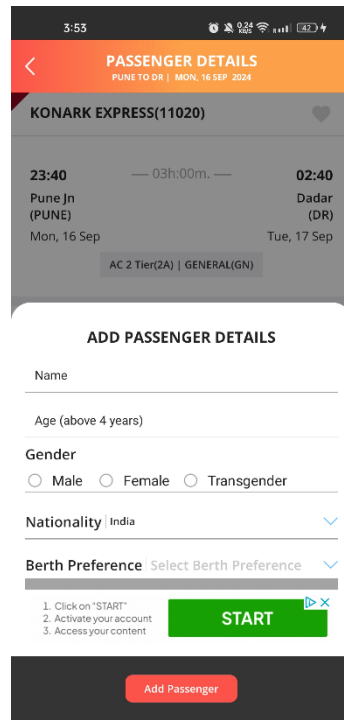 3:53
0.24 KB/S
42
PASSENGER DETAILS
PUNE TO DR | MON, 16 SEP 2024
KONARK EXPRESS(11020)
23:40
03h:00m.
02:40
Pune Jn
(PUNE)
Dadar
(DR)
Mon, 16 Sep
Tue, 17 Sep
AC 2 Tier(2A) | GENERAL(GN)
ADD PASSENGER DETAILS
Name
Age (above 4 years)
Gender
Male Female Transgender
Nationality India
Berth Preference Select Berth Preference
1. Click on "START"
2. Activate your account
3. Access your content
START
Add Passenger